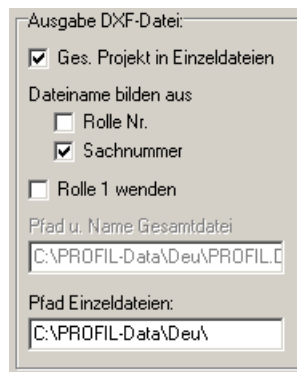 Ausgabe DXF-Datei:
Ges. Projekt in Einzeldateien
Dateiname bilden aus
Rolle Nr.
Sachnummer
Rolle 1 wenden
Pfad u. Name Gesamtdatei
C:\PROFIL-Data\Deu\PROFIL.D
Pfad Einzeldateien:
C:\PROFIL-Data\Deu\